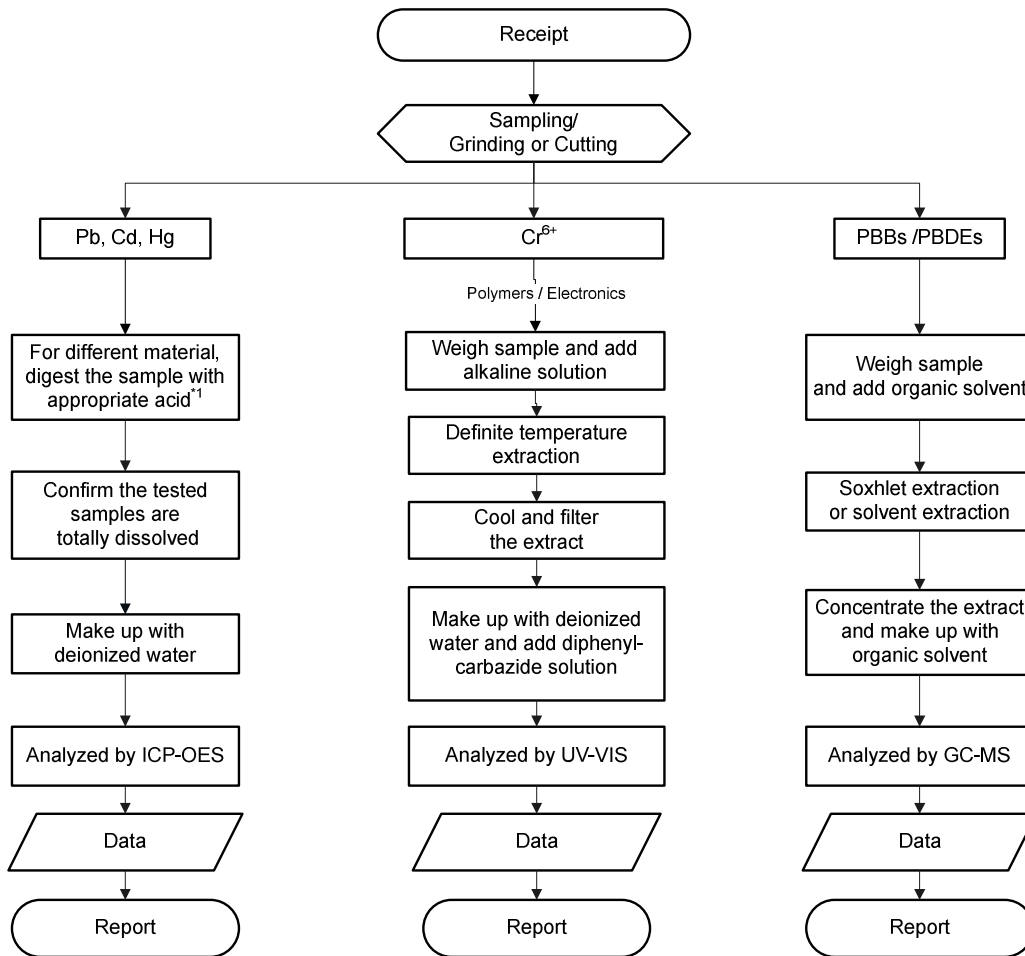 Receipt
Sampling/
Grinding or Cutting
Pb, Cd, Hg
For different material,
digest the sample with
appropriate acid*1
Confirm the tested
samples are
totally dissolved
Make up with
deionized water
Analyzed by ICP-OES
Data
Report
Cr6+
Polymers / Electronics
Weigh sample and add
alkaline solution
Definite temperature
extraction
Cool and filter
the extract
Make up with deionized
water and add diphenyl-
carbazide solution
Analyzed by UV-VIS
Data
Report
PBBs /PBDEs
Weigh sample
and add organic solvent
Soxhlet extraction
or solvent extraction
Concentrate the extract
and make up with
organic solvent
Analyzed by GC-MS
Data
Report